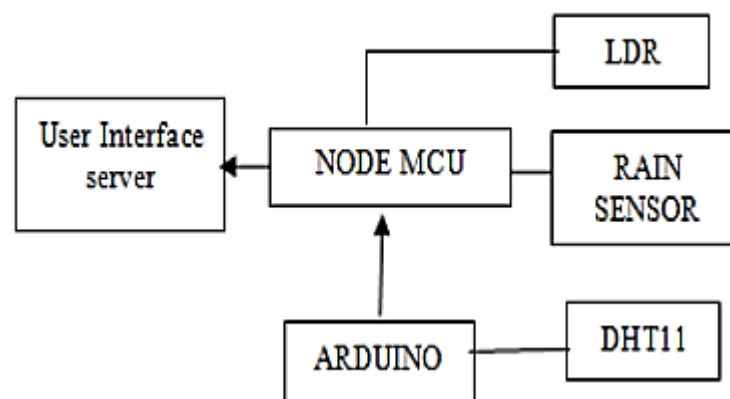 LDR
User Interface
server
NODE MCU
RAIN
SENSOR
ARDUINO
DHT11